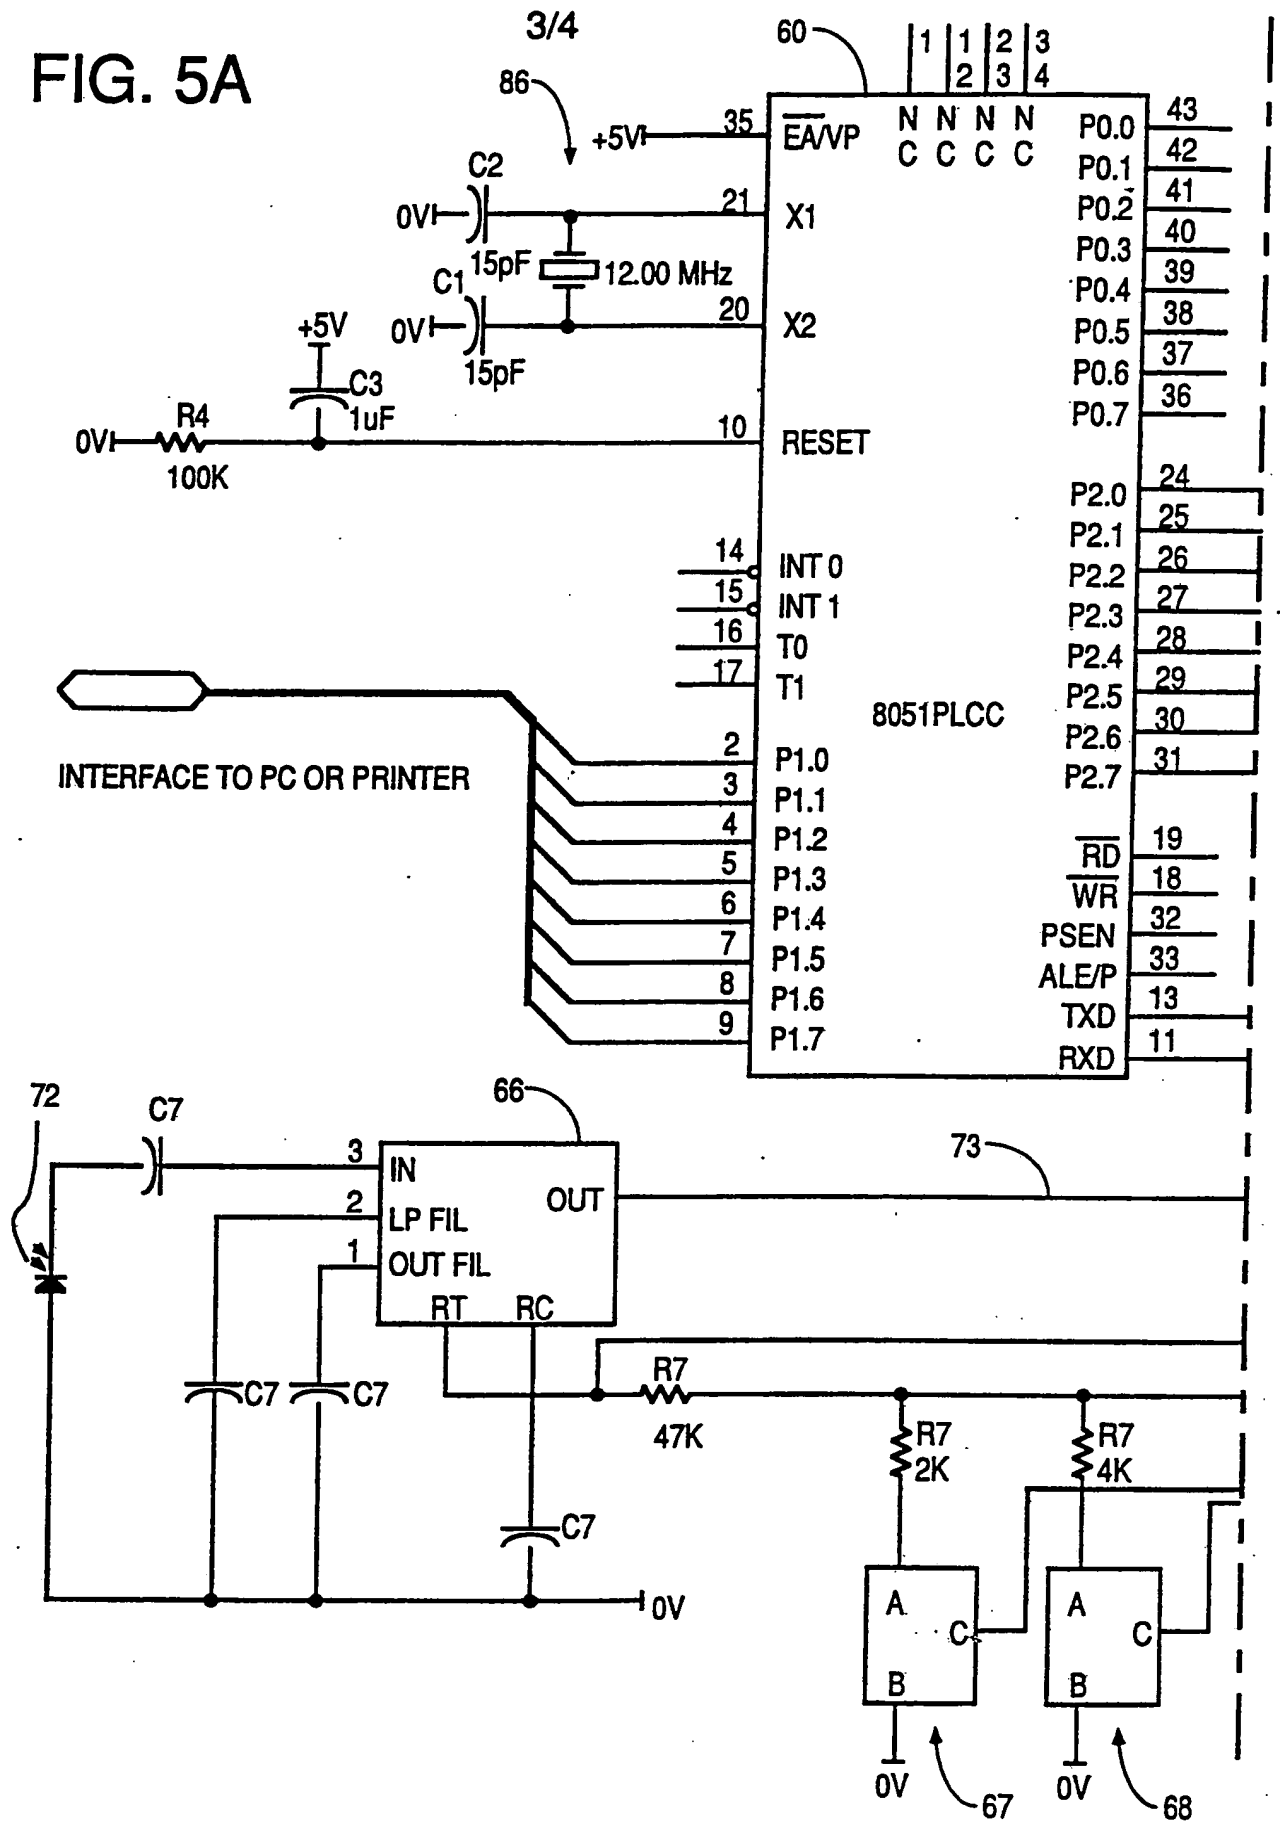 3/4
FIG. 5A
60
1 1 2 3
2 3 4
86
+5V 35 EA/VP
N N N N
C C C C
P0.0 43
P0.1 42
P0.2 41
P0.3 40
P0.4 39
P0.5 38
P0.6 37
P0.7 36
C2
0V 21 X1
15pF
12.00 MHz
C1
0V 20 X2
15pF
+5V
C3
1uF
R4
0V 10 RESET
100K
P2.0 24
P2.1 25
P2.2 26
P2.3 27
P2.4 28
P2.5 29
P2.6 30
P2.7 31
14 INT 0
15 INT 1
16 T0
17 T1
8051PLCC
INTERFACE TO PC OR PRINTER
2 P1.0
3 P1.1
4 P1.2
5 P1.3
6 P1.4
7 P1.5
8 P1.6
9 P1.7
RD 19
WR 18
PSEN 32
ALE/P 33
TXD 13
RXD 11
72
C7
66
73
3 IN
OUT
2 LP FIL
1 OUT FIL
RT RC
C7 C7
R7
47K
R7
2K
R7
4K
C7
0V
A
C
B
A
C
B
0V
67
0V
68